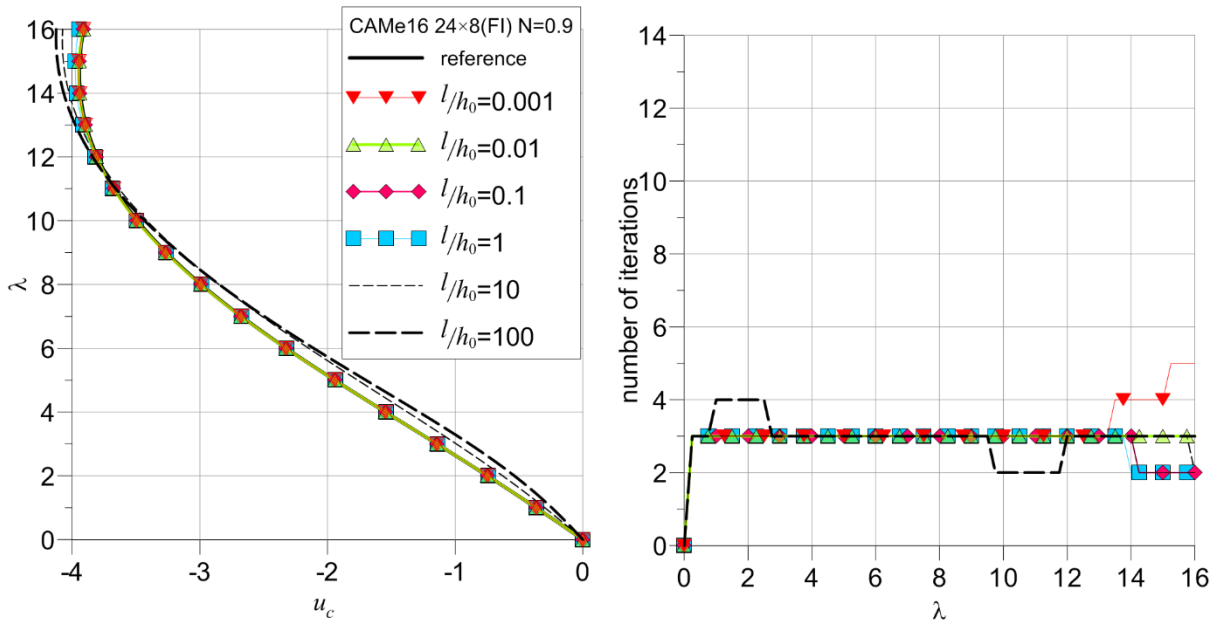 CAMe16 24×8(FI) N=0.9
reference
l/h₀=0.001
l/h₀=0.01
l/h₀=0.1
l/h₀=1
l/h₀=10
l/h₀=100
16
14
12
10
8
6
4
2
0
λ
-4 -3 -2 -1 0
u_c
14
12
10
8
6
4
2
0
number of iterations
0 2 4 6 8 10 12 14 16
λ